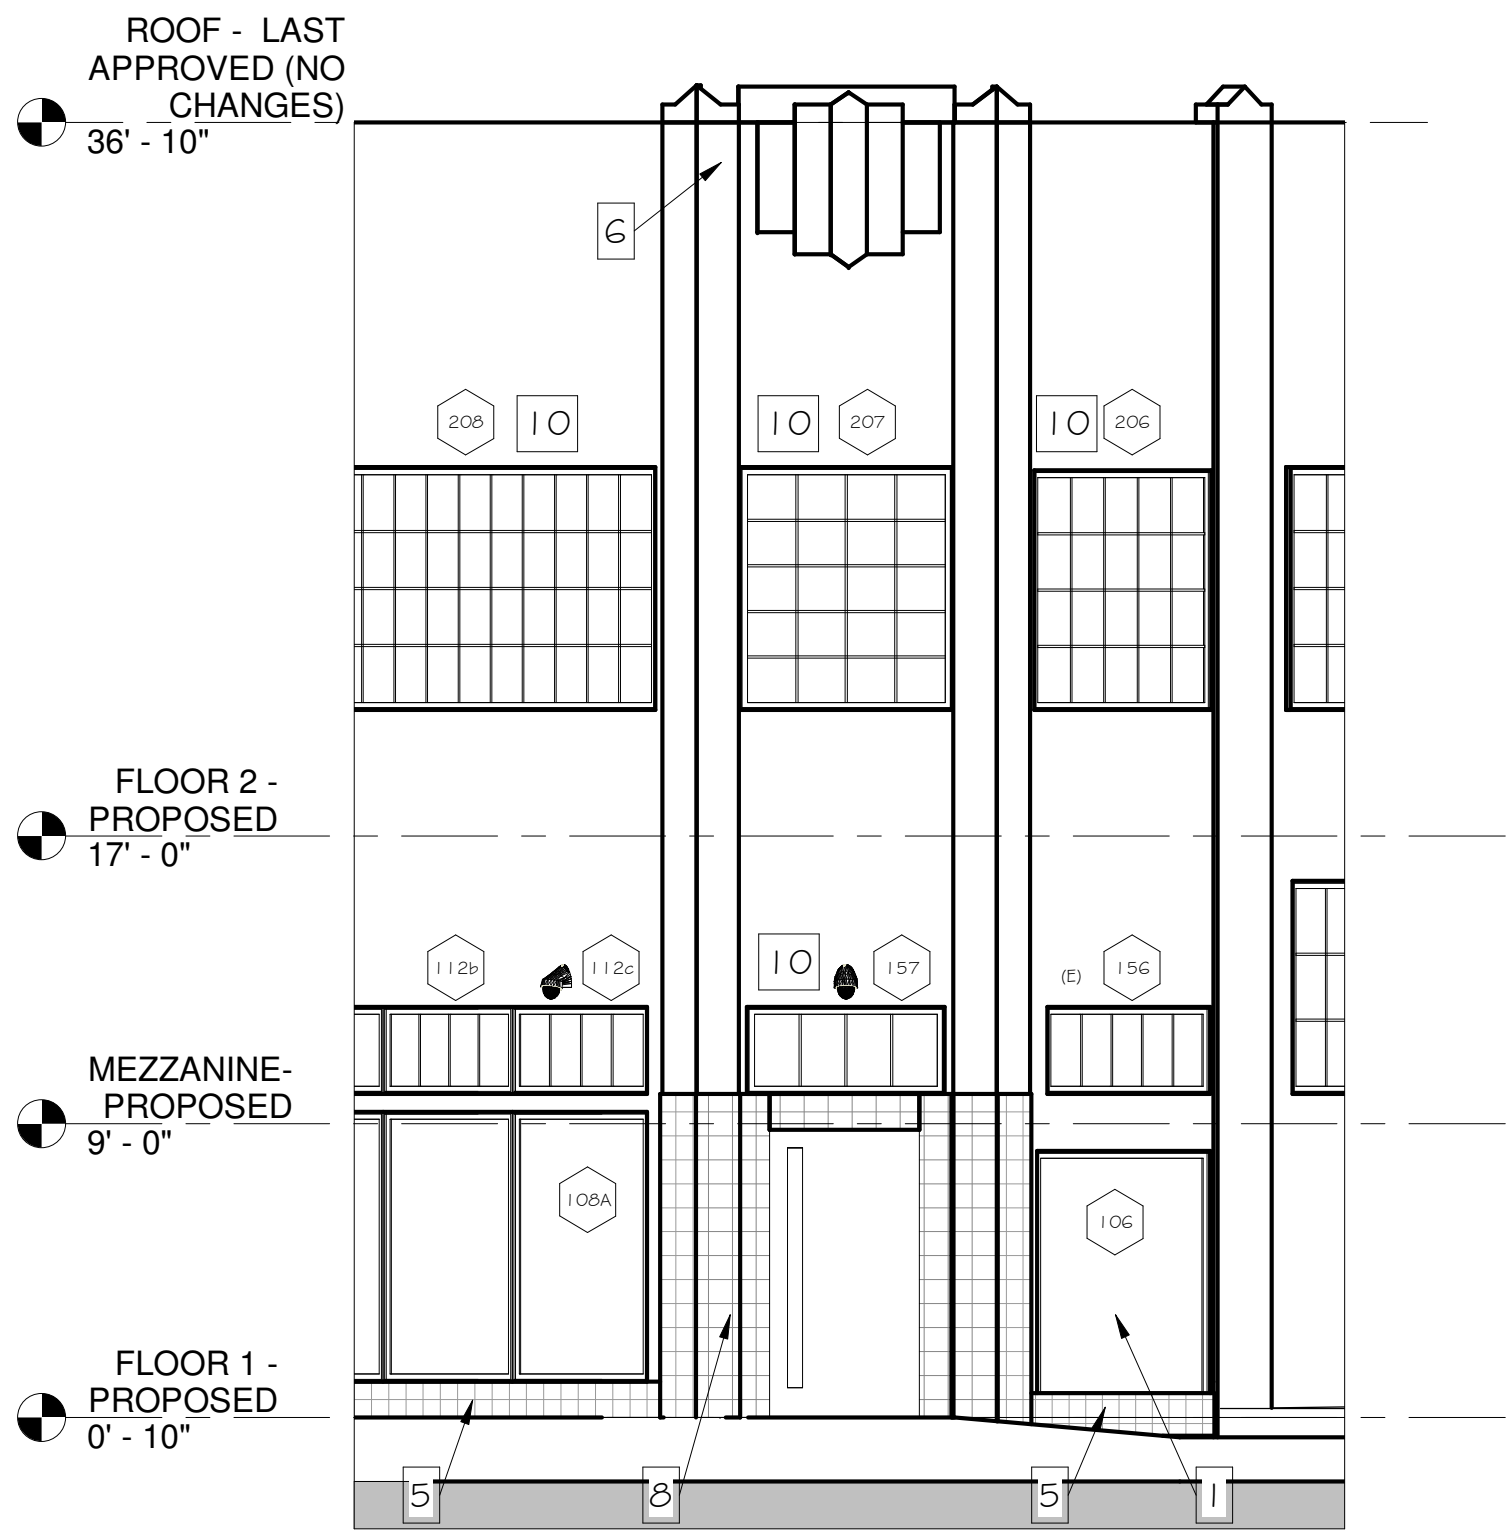 ROOF - LAST
APPROVED (NO
CHANGES)
36' - 10"
6
208 10 10 207 10 206
FLOOR 2 -
PROPOSED
17' - 0"
112b 112c 10 157 (E) 156
MEZZANINE-
PROPOSED
9' - 0"
108A 106
FLOOR 1 -
PROPOSED
0' - 10"
5 8 5 1